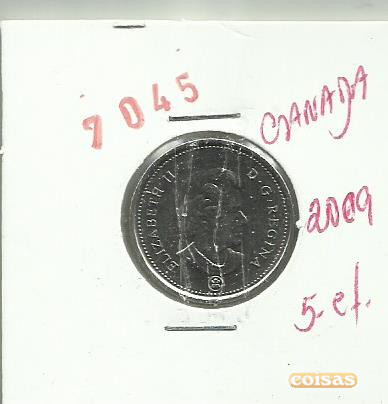 7045
CANADA
2009
5-ct.
ELIZABETH II D.G. REGINA
coisas